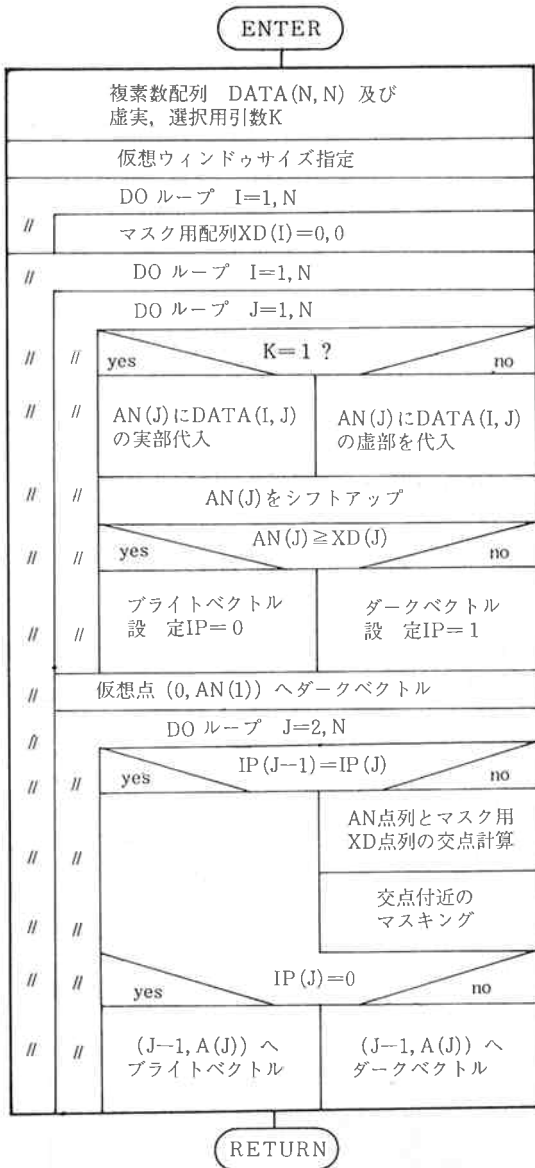 ENTER
複素数配列 DATA(N, N) 及び
虚実, 選択用引数K
仮想ウィンドゥサイズ指定
DO ループ I=1, N
〃 マスク用配列XD(I)=0,0
〃 DO ループ I=1, N
DO ループ J=1, N
〃 〃 yes K=1 ? no
〃 〃 AN(J)にDATA(I, J) AN(J)にDATA(I, J)
の実部代入 の虚部を代入
〃 〃 AN(J)をシフトアップ
〃 〃 yes AN(J)≧XD(J) no
ブライトベクトル ダークベクトル
〃 〃 設 定IP=0 設 定IP=1
〃 仮想点 (0, AN(1)) へダークベクトル
〃 DO ループ J=2, N
〃 〃 yes IP(J-1)=IP(J) no
AN点列とマスク用
〃 〃 XD点列の交点計算
交点付近の
〃 〃 マスキング
〃 〃 yes IP(J)=0 no
〃 〃 (J-1, A(J)) へ (J-1, A(J)) へ
ブライトベクトル ダークベクトル
RETURN